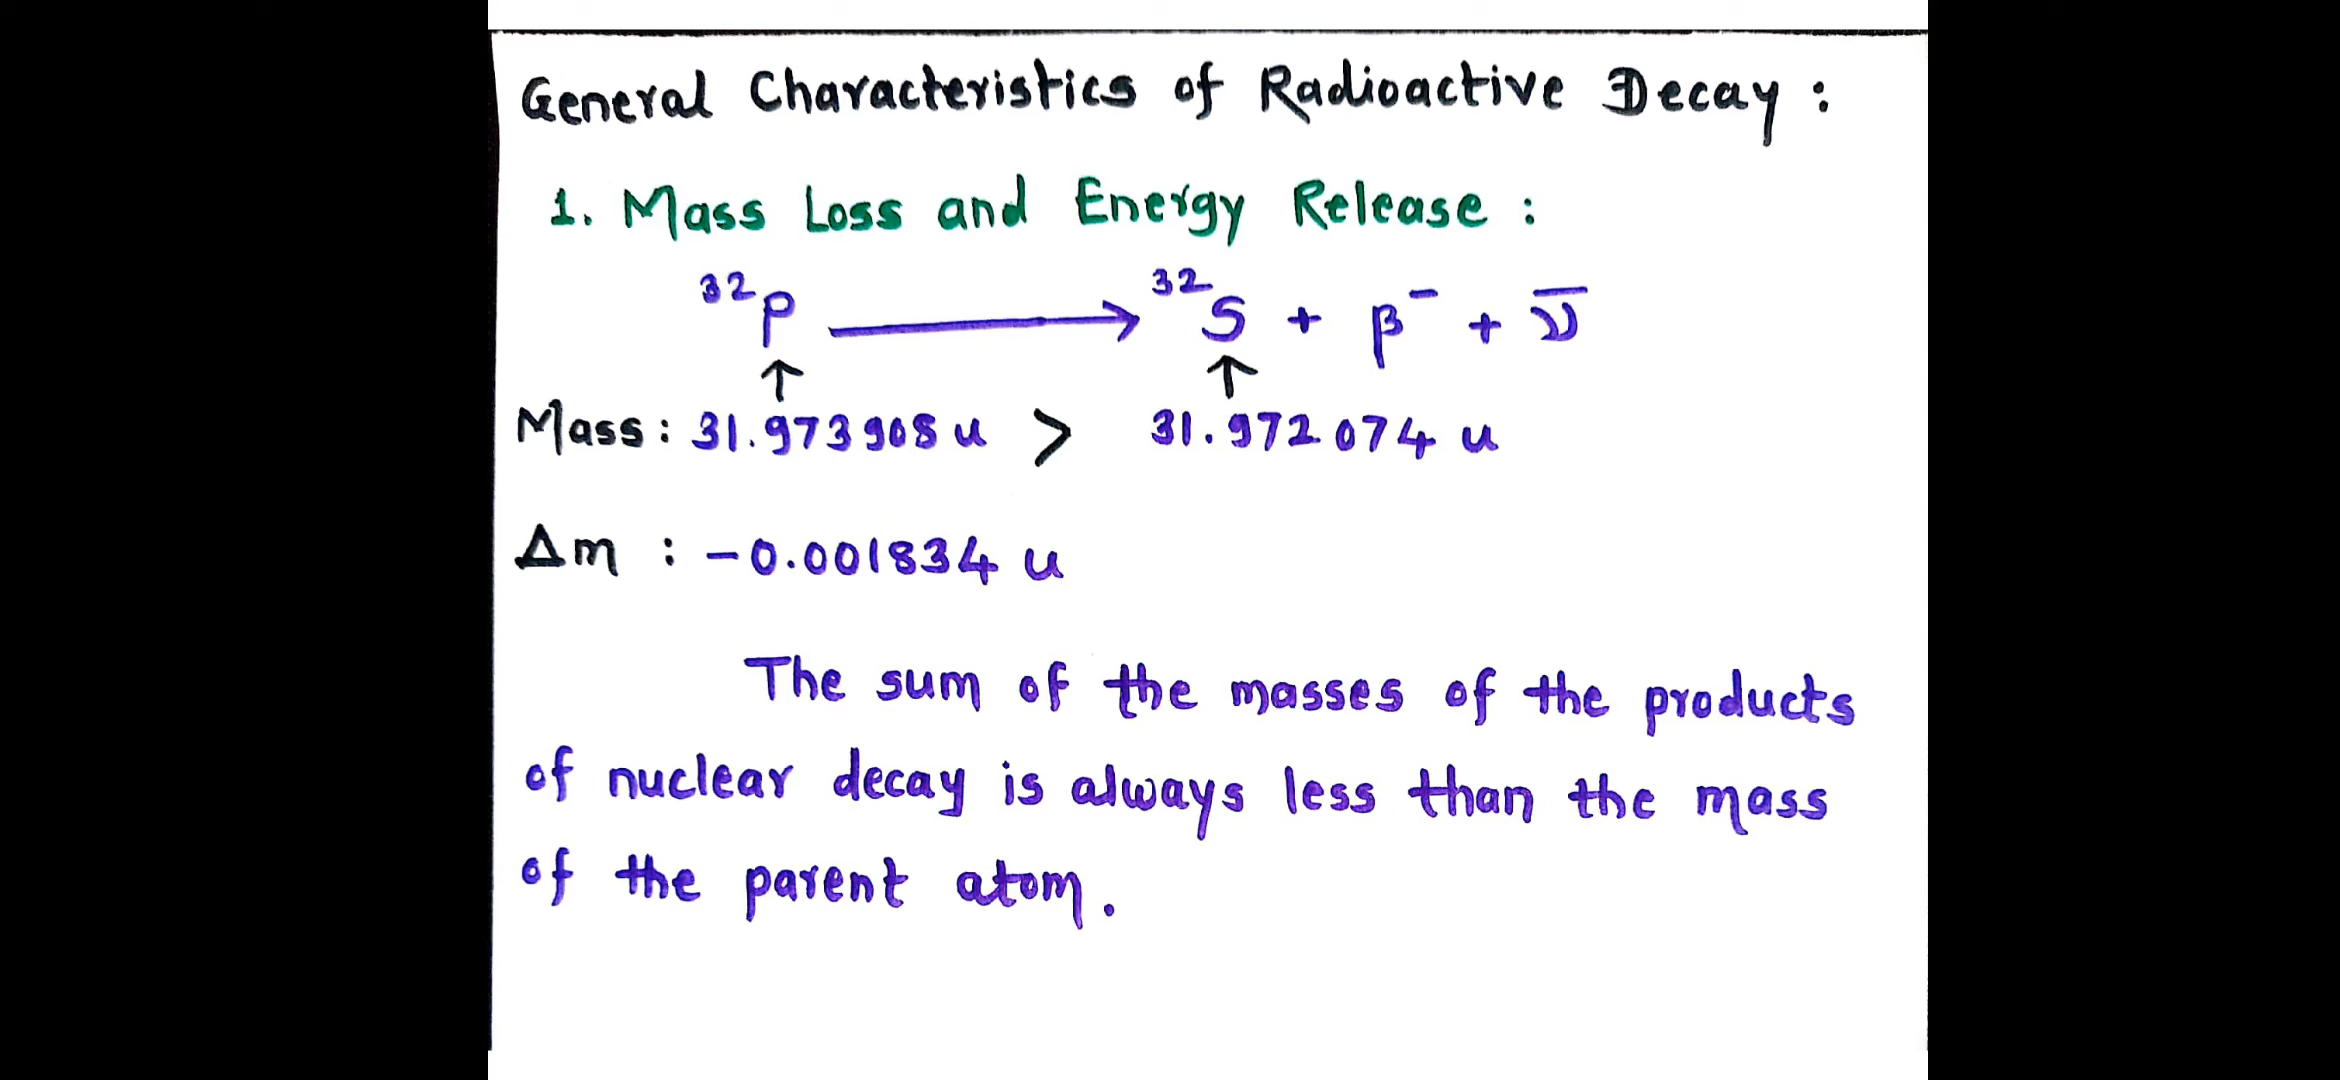 General Characteristics of Radioactive Decay :
1. Mass Loss and Energy Release :
³²P ⟶ ³²S + β⁻ + ν̅
↑ ↑
Mass : 31.973908 u > 31.972074 u
Δm : -0.001834 u
The sum of the masses of the products
of nuclear decay is always less than the mass
of the parent atom.